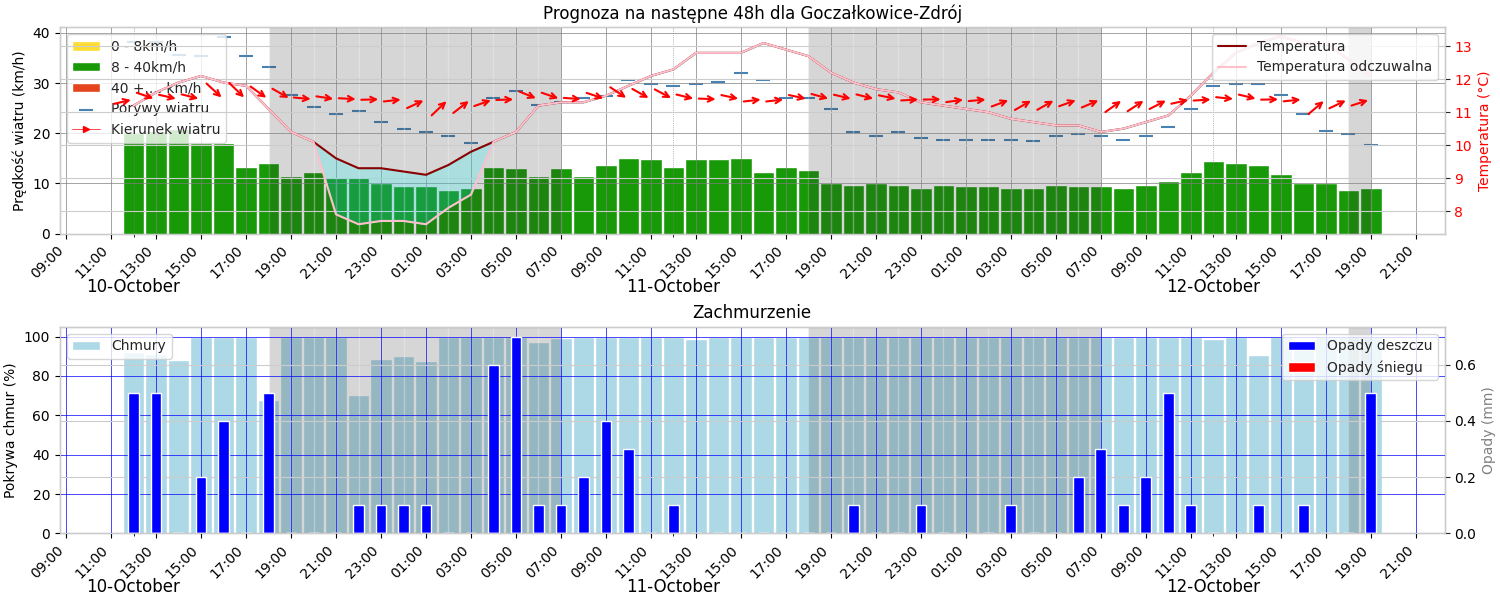 Prognoza na następne 48h dla Goczałkowice-Zdrój
Prędkość wiatru (km/h)
40
30
20
10
0
0 - 8km/h
8 - 40km/h
40 +... km/h
Porywy wiatru
Kierunek wiatru
Temperatura
Temperatura odczuwalna
13
12
11
10
9
8
Temperatura (°C)
09:00 11:00 13:00 15:00 17:00 19:00 21:00 23:00 01:00 03:00 05:00 07:00 09:00 11:00 13:00 15:00 17:00 19:00 21:00 23:00 01:00 03:00 05:00 07:00 09:00 11:00 13:00 15:00 17:00 19:00 21:00
10-October 11-October 12-October
Zachmurzenie
Pokrywa chmur (%)
100
80
60
40
20
0
Chmury
Opady deszczu
Opady śniegu
0.6
0.4
0.2
0.0
Opady (mm)
09:00 11:00 13:00 15:00 17:00 19:00 21:00 23:00 01:00 03:00 05:00 07:00 09:00 11:00 13:00 15:00 17:00 19:00 21:00 23:00 01:00 03:00 05:00 07:00 09:00 11:00 13:00 15:00 17:00 19:00 21:00
10-October 11-October 12-October